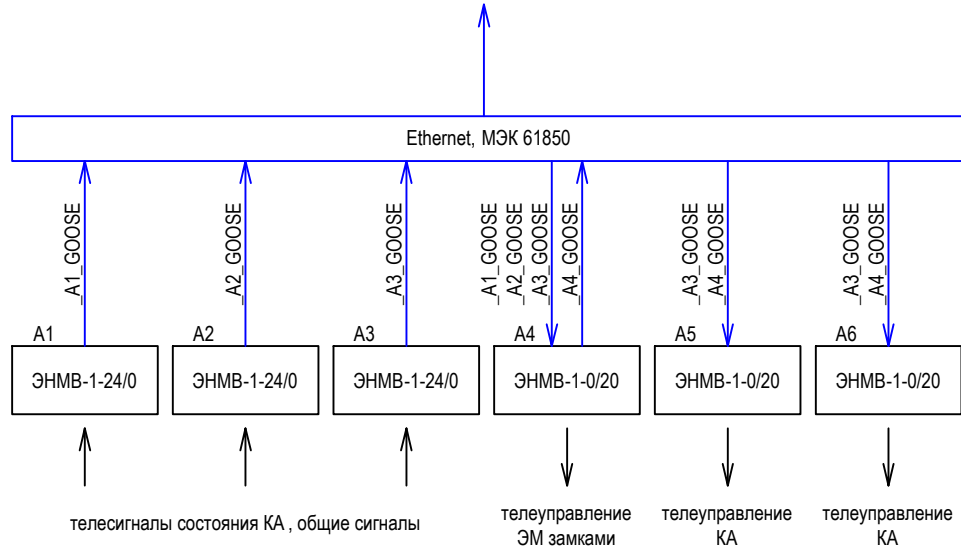 Ethernet, МЭК 61850
_A1_GOOSE
_A2_GOOSE
_A3_GOOSE
_A1_GOOSE
_A2_GOOSE
_A3_GOOSE
_A4_GOOSE
_A3_GOOSE
_A4_GOOSE
_A3_GOOSE
_A4_GOOSE
A1 A2 A3 A4 A5 A6
ЭНМВ-1-24/0 ЭНМВ-1-24/0 ЭНМВ-1-24/0 ЭНМВ-1-0/20 ЭНМВ-1-0/20 ЭНМВ-1-0/20
телесигналы состояния КА , общие сигналы
телеуправление
ЭМ замками
телеуправление
КА
телеуправление
КА